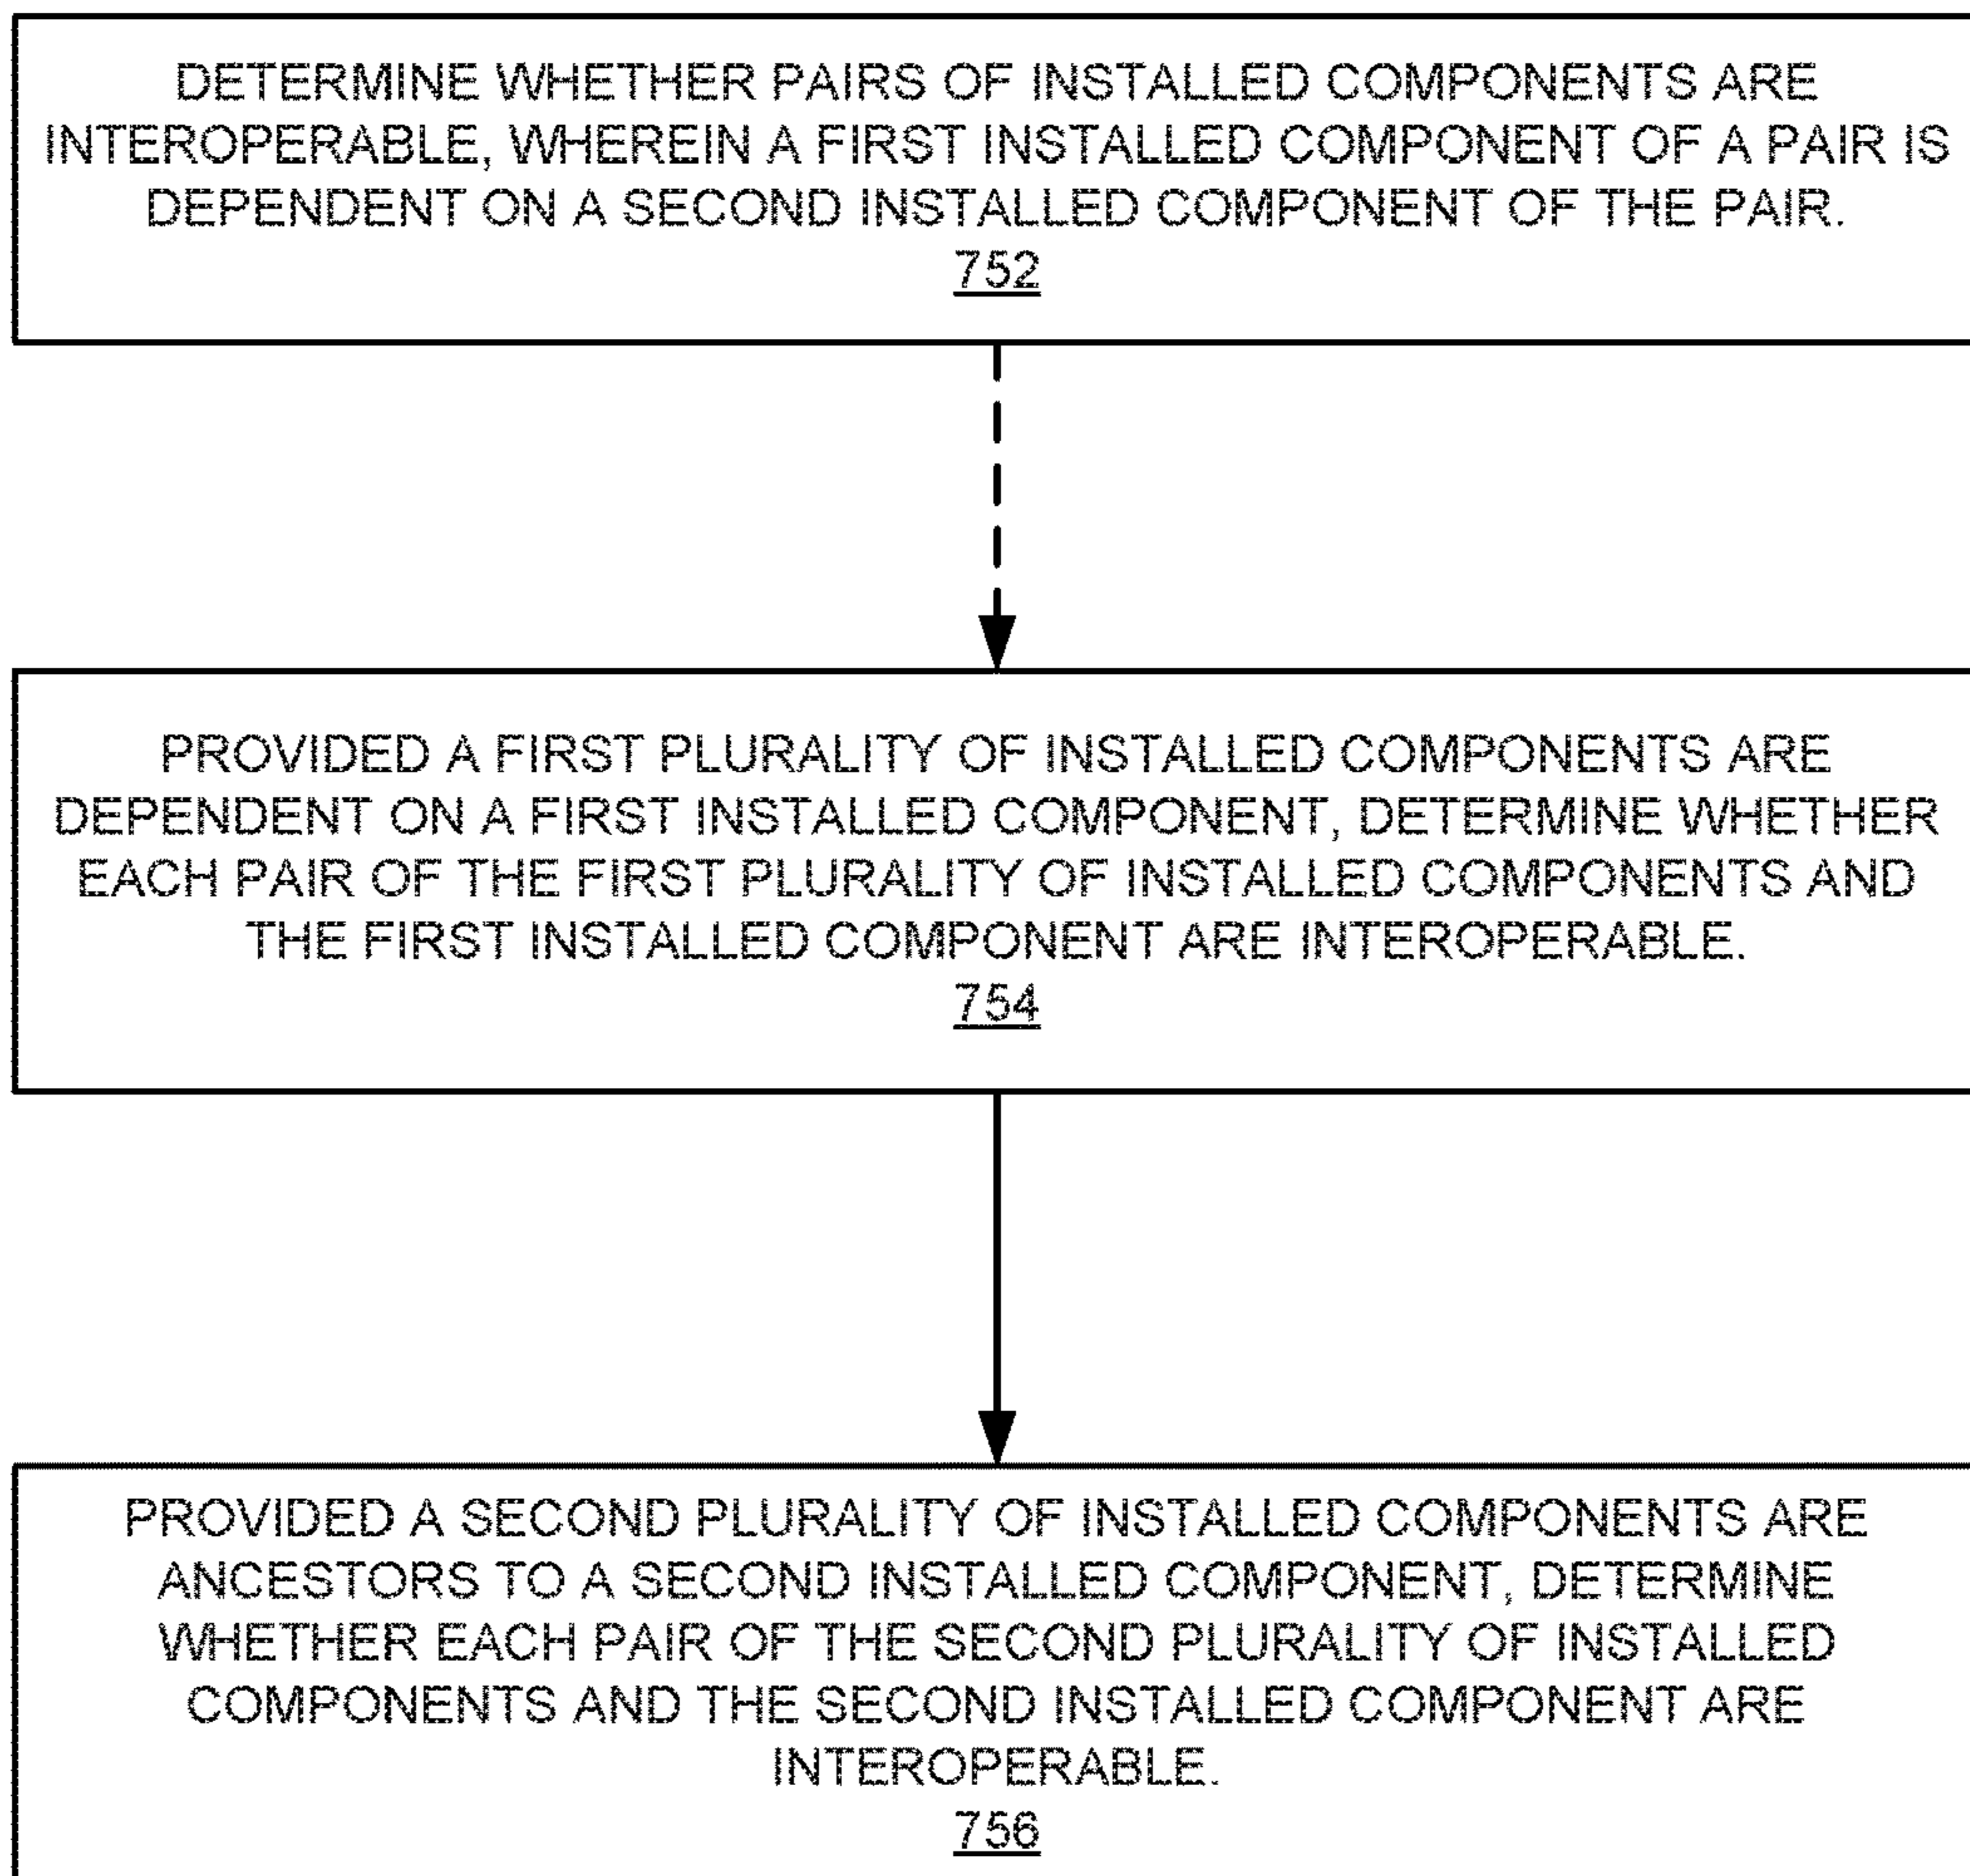 DETERMINE WHETHER PAIRS OF INSTALLED COMPONENTS ARE
INTEROPERABLE, WHEREIN A FIRST INSTALLED COMPONENT OF A PAIR IS
DEPENDENT ON A SECOND INSTALLED COMPONENT OF THE PAIR.
752
PROVIDED A FIRST PLURALITY OF INSTALLED COMPONENTS ARE
DEPENDENT ON A FIRST INSTALLED COMPONENT, DETERMINE WHETHER
EACH PAIR OF THE FIRST PLURALITY OF INSTALLED COMPONENTS AND
THE FIRST INSTALLED COMPONENT ARE INTEROPERABLE.
754
PROVIDED A SECOND PLURALITY OF INSTALLED COMPONENTS ARE
ANCESTORS TO A SECOND INSTALLED COMPONENT, DETERMINE
WHETHER EACH PAIR OF THE SECOND PLURALITY OF INSTALLED
COMPONENTS AND THE SECOND INSTALLED COMPONENT ARE
INTEROPERABLE.
756